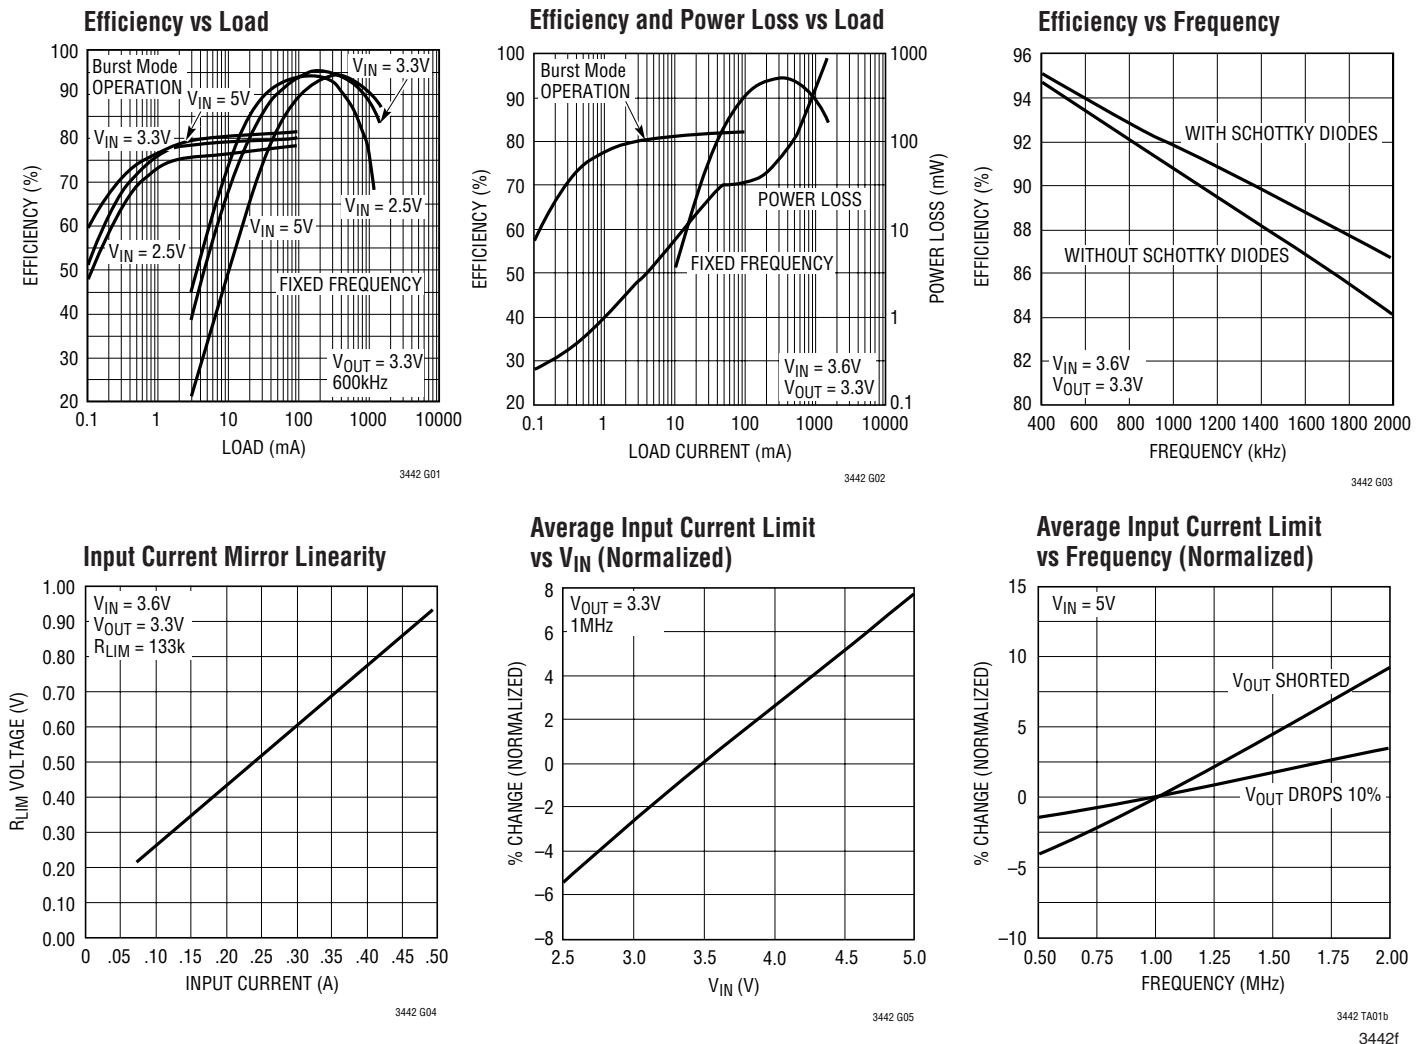 Efficiency vs Load
100
90
80
70
60
50
40
30
20
EFFICIENCY (%)
Burst Mode
OPERATION
VIN = 3.3V
VIN = 5V
VIN = 3.3V
VIN = 2.5V
VIN = 5V
VIN = 2.5V
FIXED FREQUENCY
VOUT = 3.3V
600kHz
0.1 1 10 100 1000 10000
LOAD (mA)
3442 G01
Efficiency and Power Loss vs Load
100
90
80
70
60
50
40
30
20
EFFICIENCY (%)
Burst Mode
OPERATION
POWER LOSS
FIXED FREQUENCY
VIN = 3.6V
VOUT = 3.3V
1000
100
10
1
0.1
POWER LOSS (mW)
0.1 1 10 100 1000 10000
LOAD CURRENT (mA)
3442 G02
Efficiency vs Frequency
96
94
92
90
88
86
84
82
80
EFFICIENCY (%)
WITH SCHOTTKY DIODES
WITHOUT SCHOTTKY DIODES
VIN = 3.6V
VOUT = 3.3V
400 600 800 1000 1200 1400 1600 1800 2000
FREQUENCY (kHz)
3442 G03
Input Current Mirror Linearity
1.00
0.90
0.80
0.70
0.60
0.50
0.40
0.30
0.20
0.10
0.00
RLIM VOLTAGE (V)
VIN = 3.6V
VOUT = 3.3V
RLIM = 133k
0 .05 .10 .15 .20 .25 .30 .35 .40 .45 .50
INPUT CURRENT (A)
3442 G04
Average Input Current Limit
vs VIN (Normalized)
8
6
4
2
0
–2
–4
–6
–8
% CHANGE (NORMALIZED)
VOUT = 3.3V
1MHz
2.5 3.0 3.5 4.0 4.5 5.0
VIN (V)
3442 G05
Average Input Current Limit
vs Frequency (Normalized)
15
10
5
0
–5
–10
% CHANGE (NORMALIZED)
VIN = 5V
VOUT SHORTED
VOUT DROPS 10%
0.50 0.75 1.00 1.25 1.50 1.75 2.00
FREQUENCY (MHz)
3442 TA01b
3442f